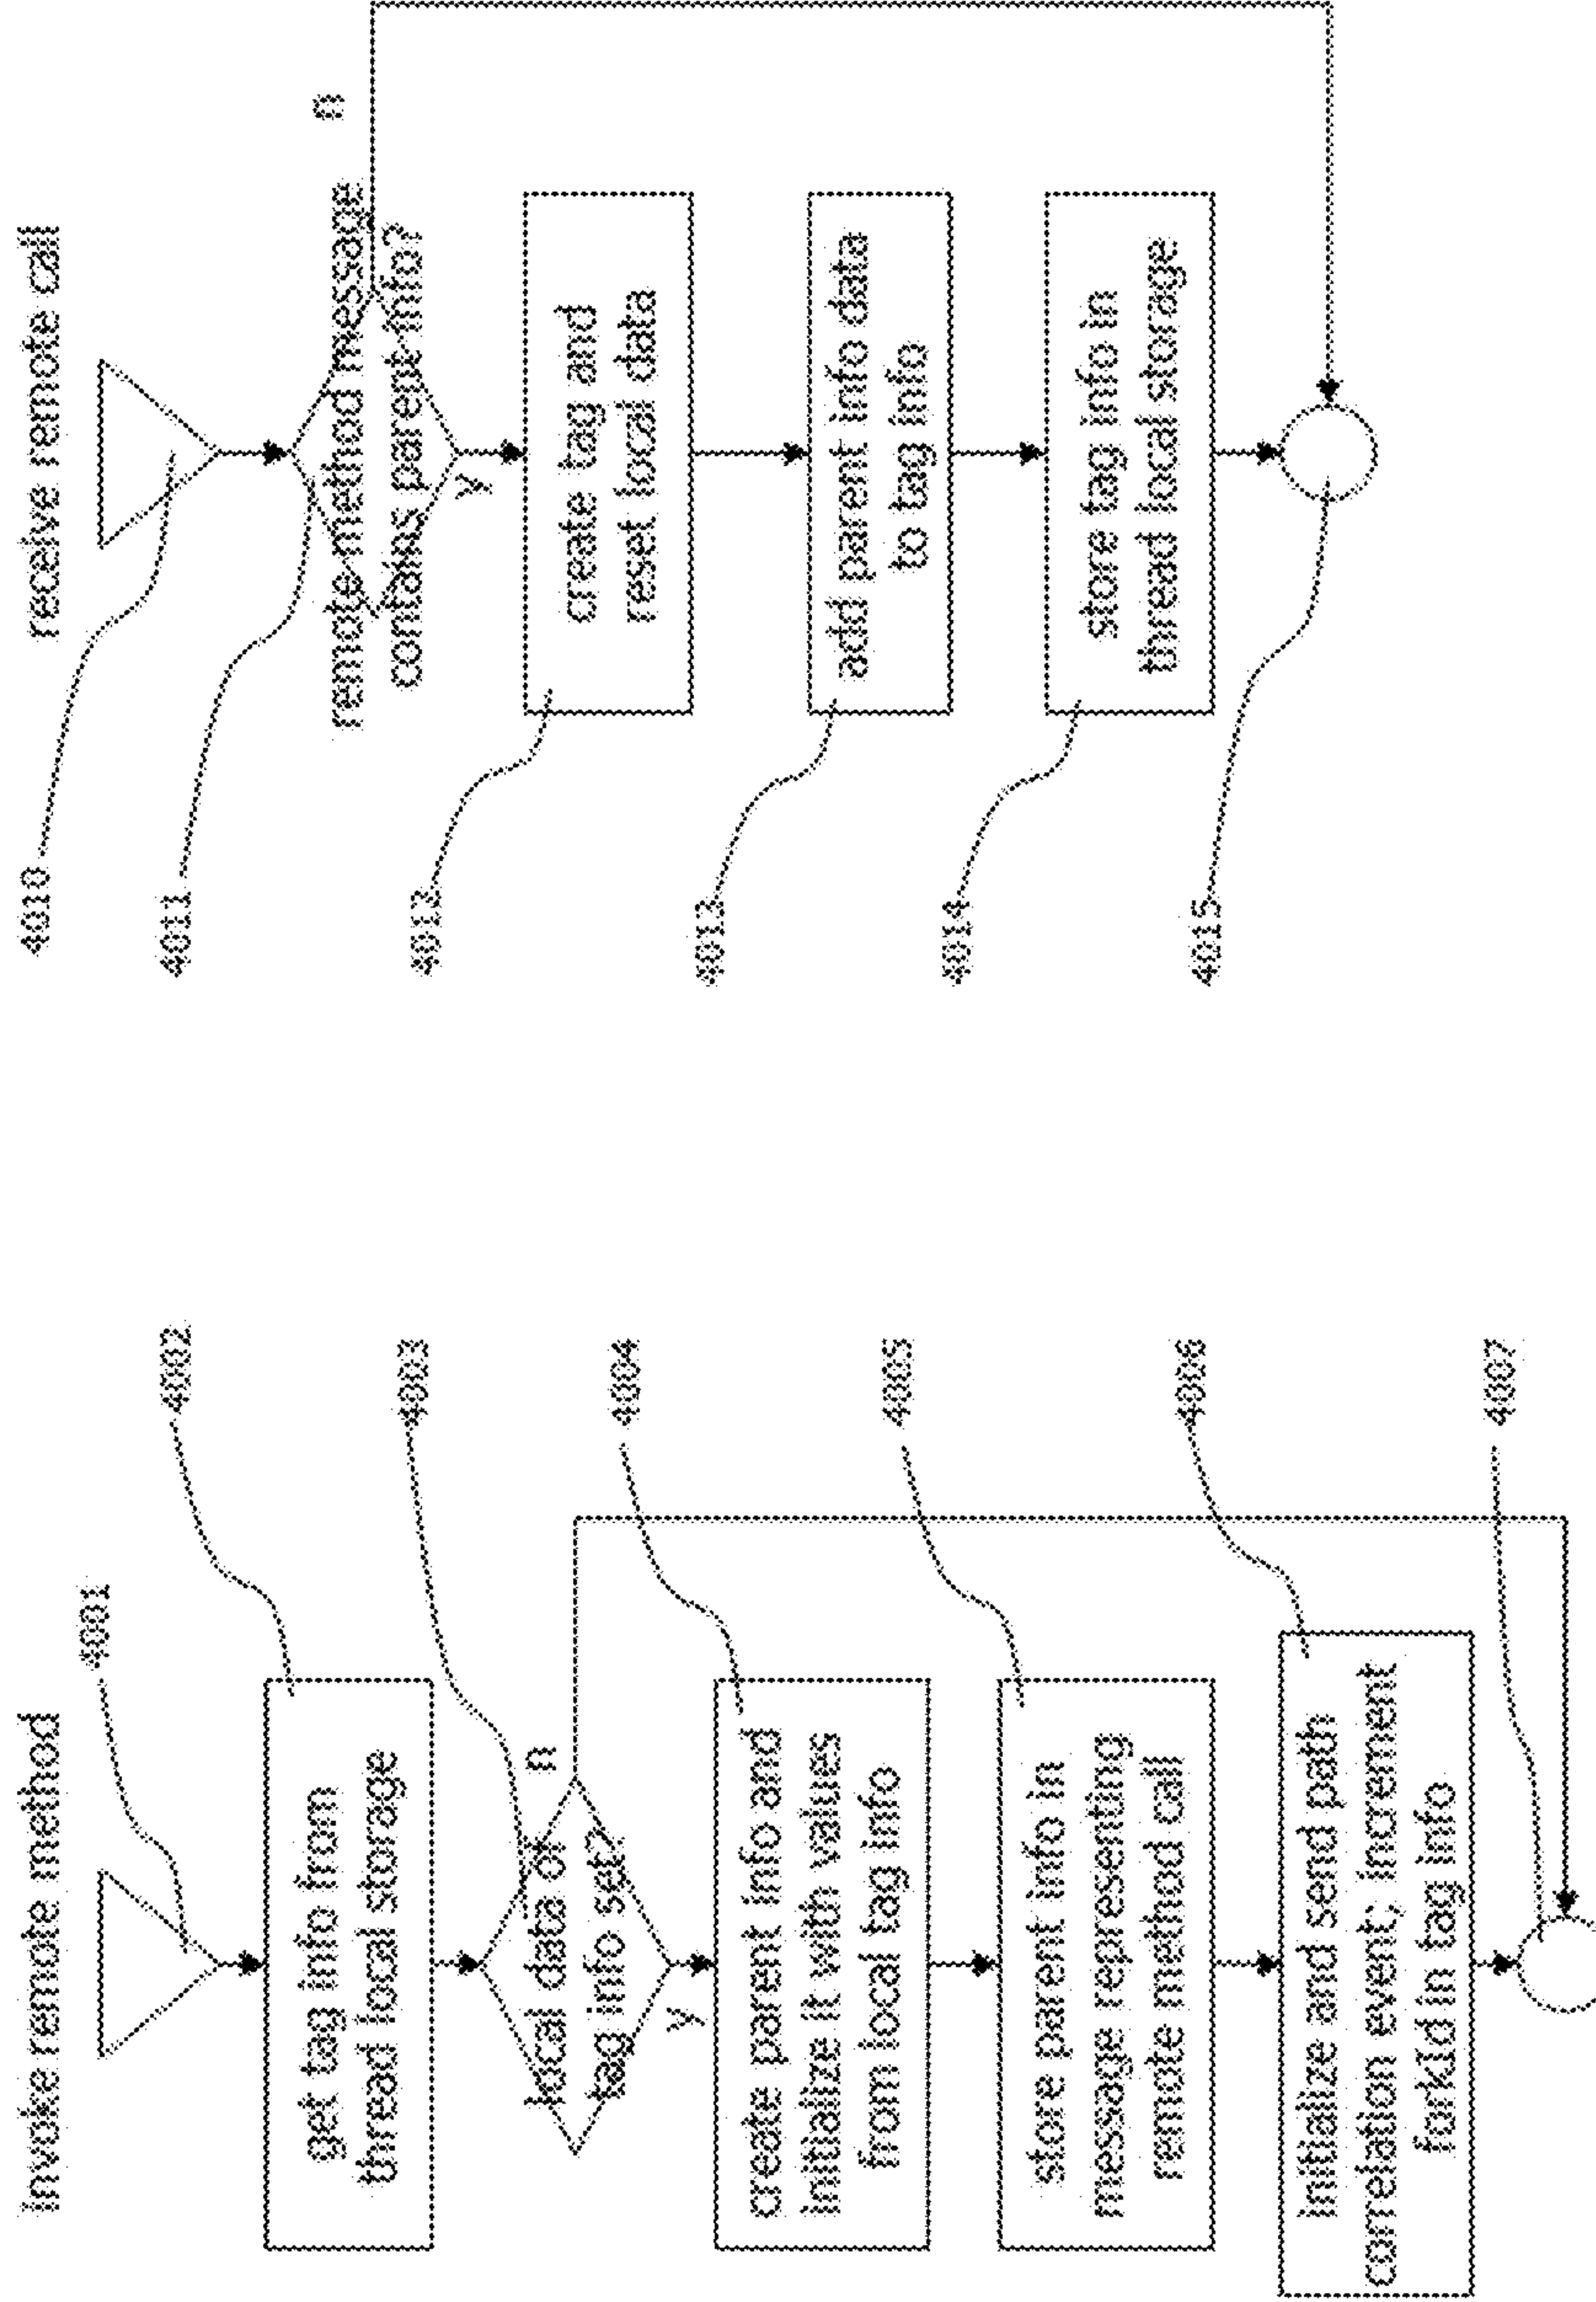 invoke remote method
4001
4002
get tag info from
thread local storage
4003
local data of
tag info set?
n
y
4004
create parent info and
initialize it with values
from local tag info
4005
store parent info in
message representing
remote method call
4006
initialize and send path
correlation event; increment
forkId in tag info
4007
receive remote call
4010
4011
remote method message
contains parent info?
n
y
4012
create tag and
reset local data
4013
add parent info data
to tag info
4014
store tag info in
thread local storage
4015